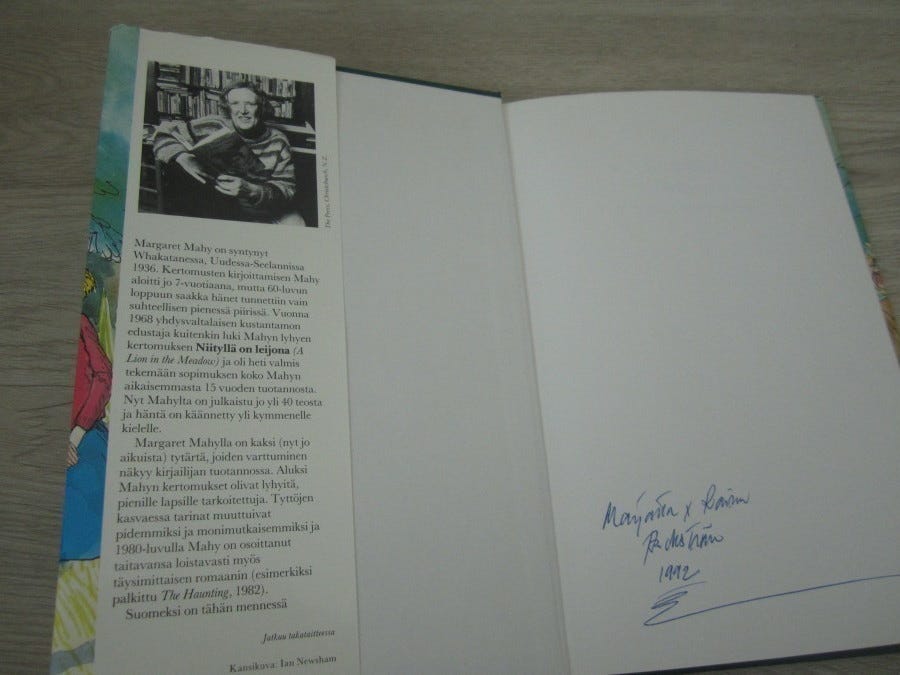 The Press, Christchurch, N.Z.
Margaret Mahy on syntynyt
Whakatanessa, Uudessa-Seelannissa
1936. Kertomusten kirjoittamisen Mahy
aloitti jo 7-vuotiaana, mutta 60-luvun
loppuun saakka hänet tunnettiin vain
suhteellisen pienessä piirissä. Vuonna
1968 yhdysvaltalaisen kustantamon
edustaja kuitenkin luki Mahyn lyhyen
kertomuksen Niityllä on leijona (A
Lion in the Meadow) ja oli heti valmis
tekemään sopimuksen koko Mahyn
aikaisemmasta 15 vuoden tuotannosta.
Nyt Mahylta on julkaistu jo yli 40 teosta
ja häntä on käännetty yli kymmenelle
kielelle.
Margaret Mahylla on kaksi (nyt jo
aikuista) tytärtä, joiden varttuminen
näkyy kirjailijan tuotannossa. Aluksi
Mahyn kertomukset olivat lyhyitä,
pienille lapsille tarkoitettuja. Tyttöjen
kasvaessa tarinat muuttuivat
pidemmiksi ja monimutkaisemmiksi ja
1980-luvulla Mahy on osoittanut
taitavansa loistavasti myös
täysimittaisen romaanin (esimerkiksi
palkittu The Haunting, 1982).
Suomeksi on tähän mennessä
Jatkuu takataitteessa
Kansikuva: Ian Newsham
Marjatta x
1992